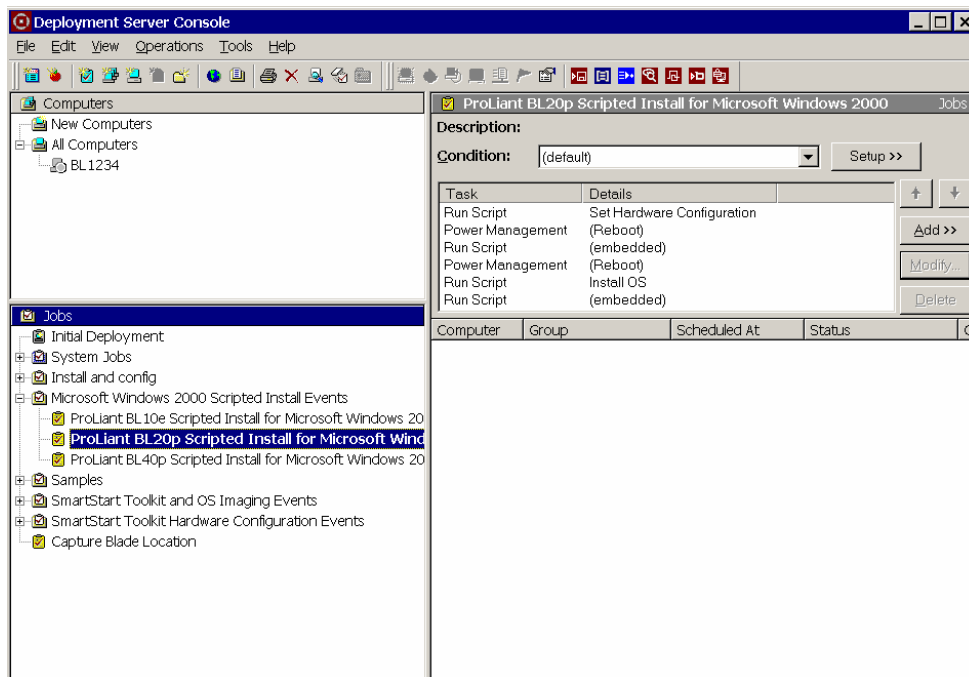 Deployment Server Console
File Edit View Operations Tools Help
Computers
New Computers
All Computers
BL1234
Jobs
Initial Deployment
System Jobs
Install and config
Microsoft Windows 2000 Scripted Install Events
ProLiant BL10e Scripted Install for Microsoft Windows 20
ProLiant BL20p Scripted Install for Microsoft Wind
ProLiant BL40p Scripted Install for Microsoft Windows 20
Samples
SmartStart Toolkit and OS Imaging Events
SmartStart Toolkit Hardware Configuration Events
Capture Blade Location
ProLiant BL20p Scripted Install for Microsoft Windows 2000 Jobs
Description:
Condition: (default) Setup >>
Task Details
Run Script Set Hardware Configuration
Power Management (Reboot)
Run Script (embedded)
Power Management (Reboot)
Run Script Install OS
Run Script (embedded)
Add >>
Modify...
Delete
Computer Group Scheduled At Status